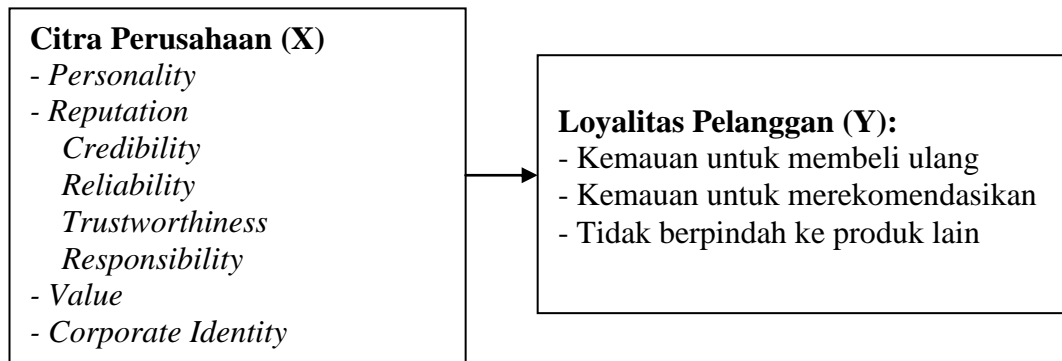 Citra Perusahaan (X)
- Personality
- Reputation
Credibility
Reliability
Trustworthiness
Responsibility
- Value
- Corporate Identity
Loyalitas Pelanggan (Y):
- Kemauan untuk membeli ulang
- Kemauan untuk merekomendasikan
- Tidak berpindah ke produk lain